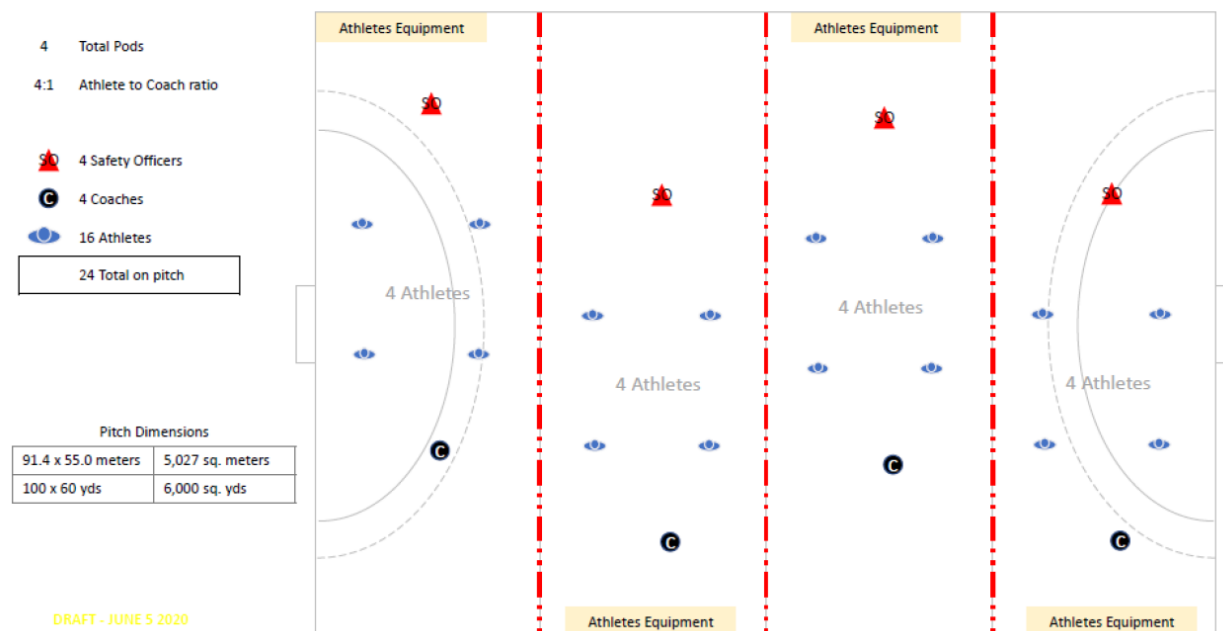 4 Total Pods
4:1 Athlete to Coach ratio
SO 4 Safety Officers
C 4 Coaches
16 Athletes
24 Total on pitch
Pitch Dimensions
91.4 x 55.0 meters 5,027 sq. meters
100 x 60 yds 6,000 sq. yds
DRAFT - JUNE 5 2020
Athletes Equipment
SO
4 Athletes
C
SO
4 Athletes
C
Athletes Equipment
Athletes Equipment
SO
4 Athletes
C
SO
4 Athletes
C
Athletes Equipment